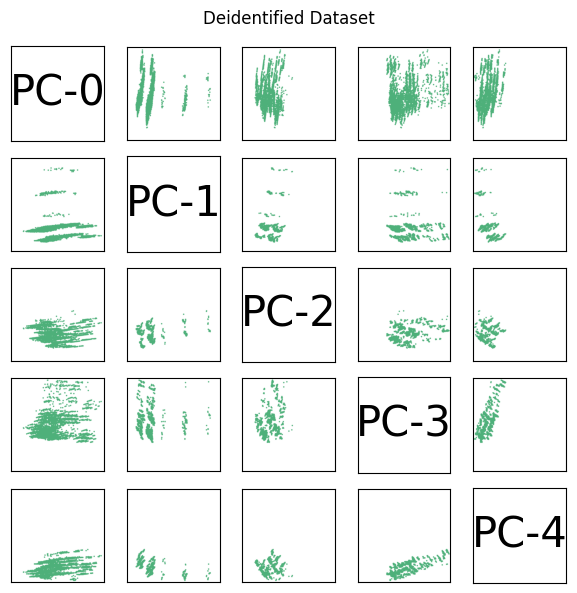 Deidentified Dataset
PC-0
PC-1
PC-2
PC-3
PC-4